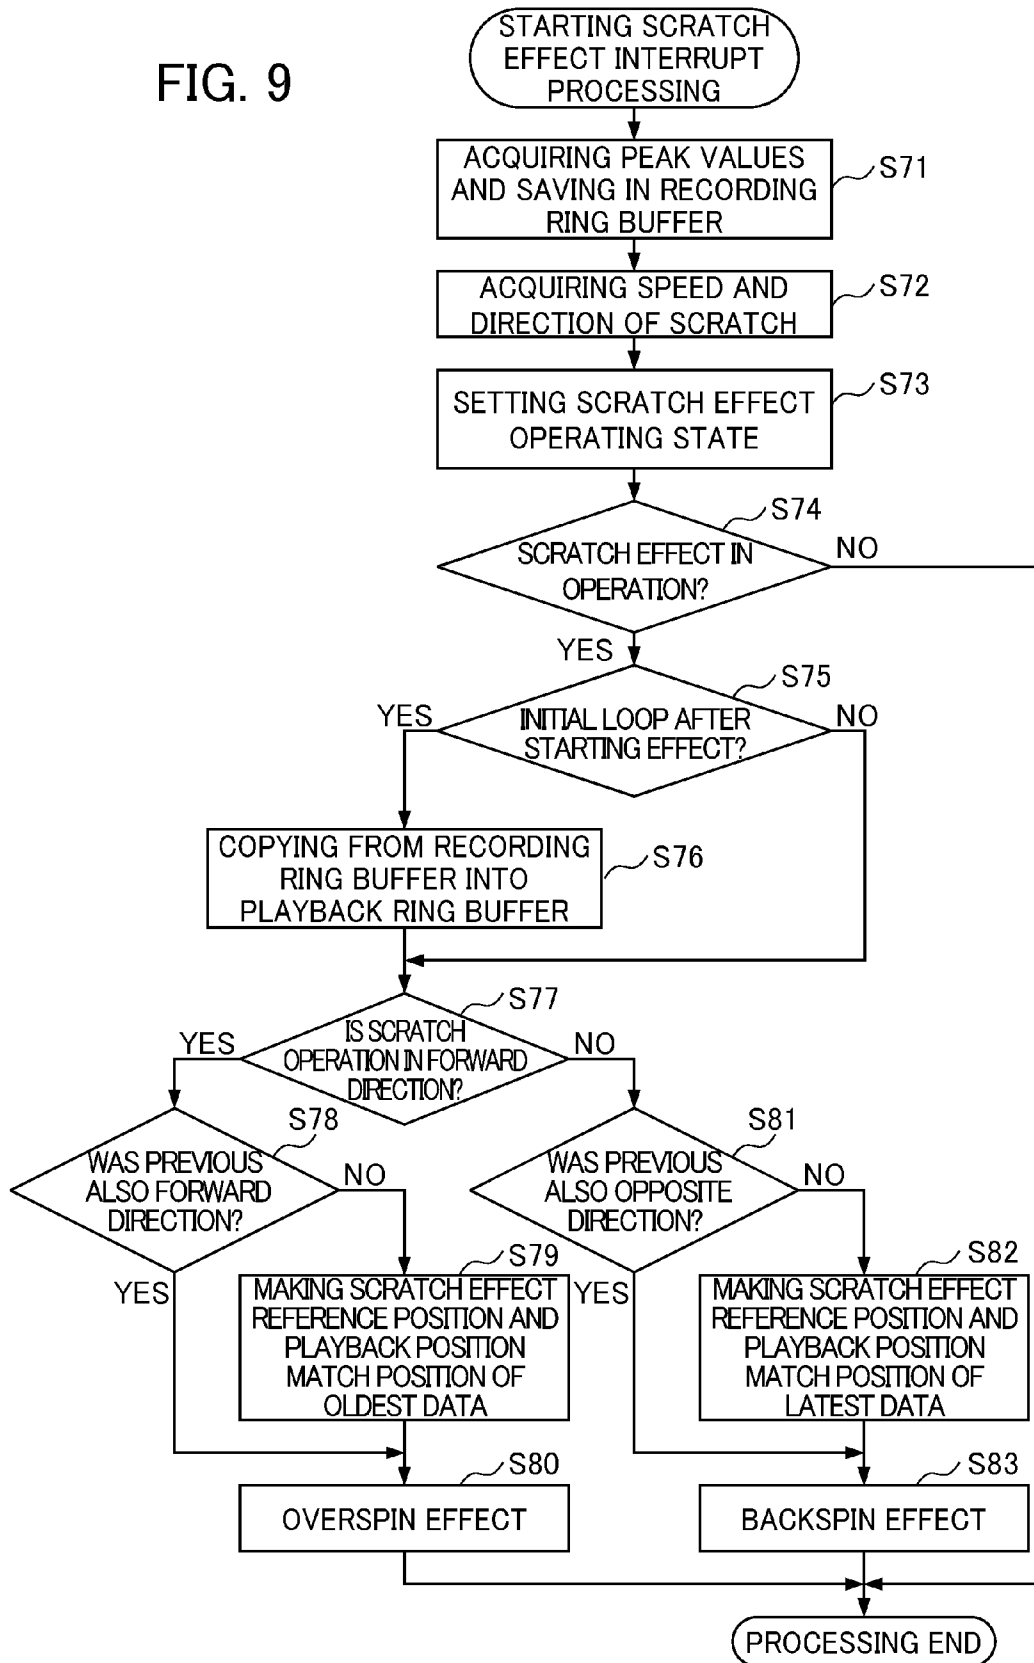 FIG. 9
STARTING SCRATCH
EFFECT INTERRUPT
PROCESSING
ACQUIRING PEAK VALUES
AND SAVING IN RECORDING
RING BUFFER
S71
ACQUIRING SPEED AND
DIRECTION OF SCRATCH
S72
SETTING SCRATCH EFFECT
OPERATING STATE
S73
SCRATCH EFFECT IN
OPERATION?
S74
NO
YES
INITIAL LOOP AFTER
STARTING EFFECT?
S75
YES
NO
COPYING FROM RECORDING
RING BUFFER INTO
PLAYBACK RING BUFFER
S76
IS SCRATCH
OPERATION IN FORWARD
DIRECTION?
S77
YES
NO
WAS PREVIOUS
ALSO FORWARD
DIRECTION?
S78
NO
YES
WAS PREVIOUS
ALSO OPPOSITE
DIRECTION?
S81
NO
YES
MAKING SCRATCH EFFECT
REFERENCE POSITION AND
PLAYBACK POSITION
MATCH POSITION OF
OLDEST DATA
S79
MAKING SCRATCH EFFECT
REFERENCE POSITION AND
PLAYBACK POSITION
MATCH POSITION OF
LATEST DATA
S82
OVERSPIN EFFECT
S80
BACKSPIN EFFECT
S83
PROCESSING END